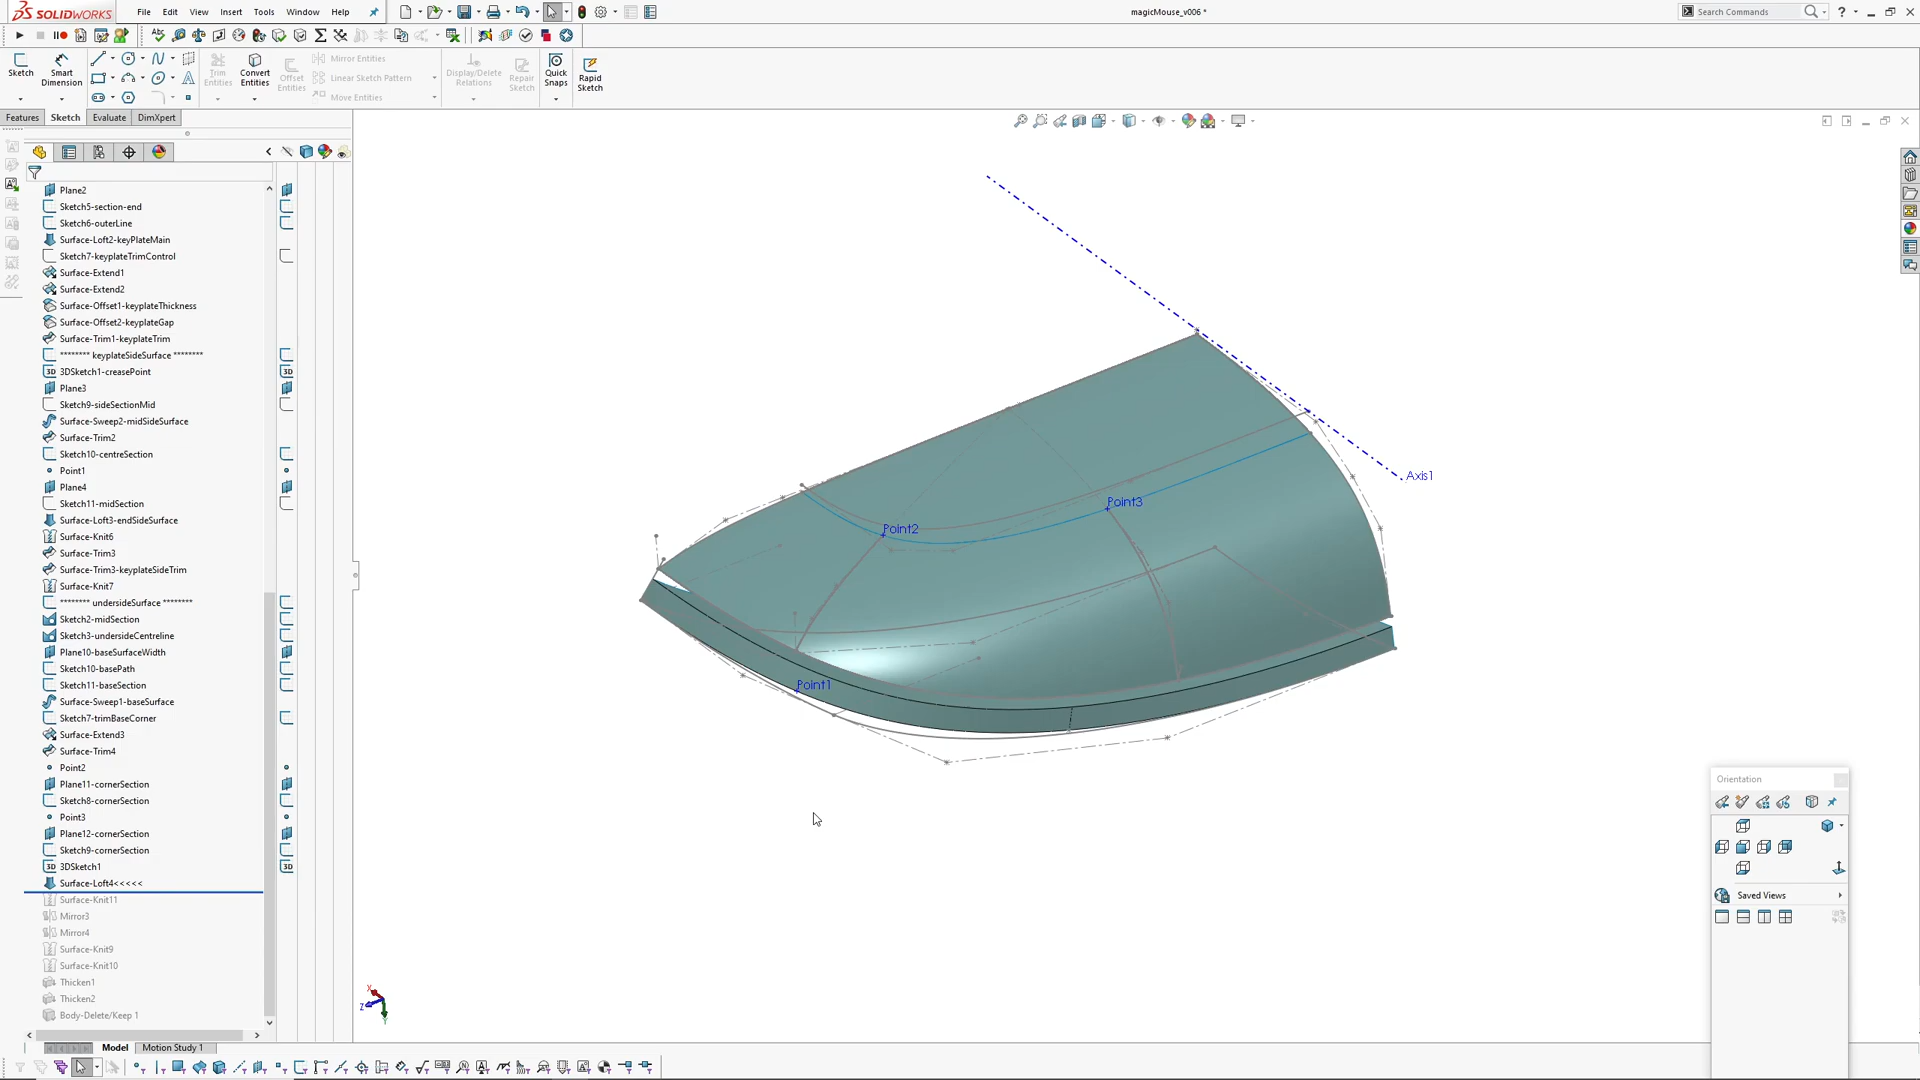 SOLIDWORKS File Edit View Insert Tools Window Help magicMouse_v006 * Search Commands
Sketch Smart Dimension Trim Entities Convert Entities Offset Entities Mirror Entities Linear Sketch Pattern Move Entities Display/Delete Relations Repair Sketch Quick Snaps Rapid Sketch
Features Sketch Evaluate DimXpert
Plane2
Sketch5-section-end
Sketch6-outerLine
Surface-Loft2-keyPlateMain
Sketch7-keyplateTrimControl
Surface-Extend1
Surface-Extend2
Surface-Offset1-keyplateThickness
Surface-Offset2-keyplateGap
Surface-Trim1-keyplateTrim
******** keyplateSideSurface ********
3DSketch1-creasePoint
Plane3
Sketch9-sideSectionMid
Surface-Sweep2-midSideSurface
Surface-Trim2
Sketch10-centreSection
Point1
Plane4
Sketch11-midSection
Surface-Loft3-endSideSurface
Surface-Knit6
Surface-Trim3
Surface-Trim3-keyplateSideTrim
Surface-Knit7
******** undersideSurface ********
Sketch2-midSection
Sketch3-undersideCentreline
Plane10-baseSurfaceWidth
Sketch10-basePath
Sketch11-baseSection
Surface-Sweep1-baseSurface
Sketch7-trimBaseCorner
Surface-Extend3
Surface-Trim4
Point2
Plane11-cornerSection
Sketch8-cornerSection
Point3
Plane12-cornerSection
Sketch9-cornerSection
3DSketch1
Surface-Loft4<<<<<
Surface-Knit11
Mirror3
Mirror4
Surface-Knit9
Surface-Knit10
Thicken1
Thicken2
Body-Delete/Keep 1
Axis1
Point3
Point2
Point1
X
Z
Y
Orientation
Saved Views
Model Motion Study 1